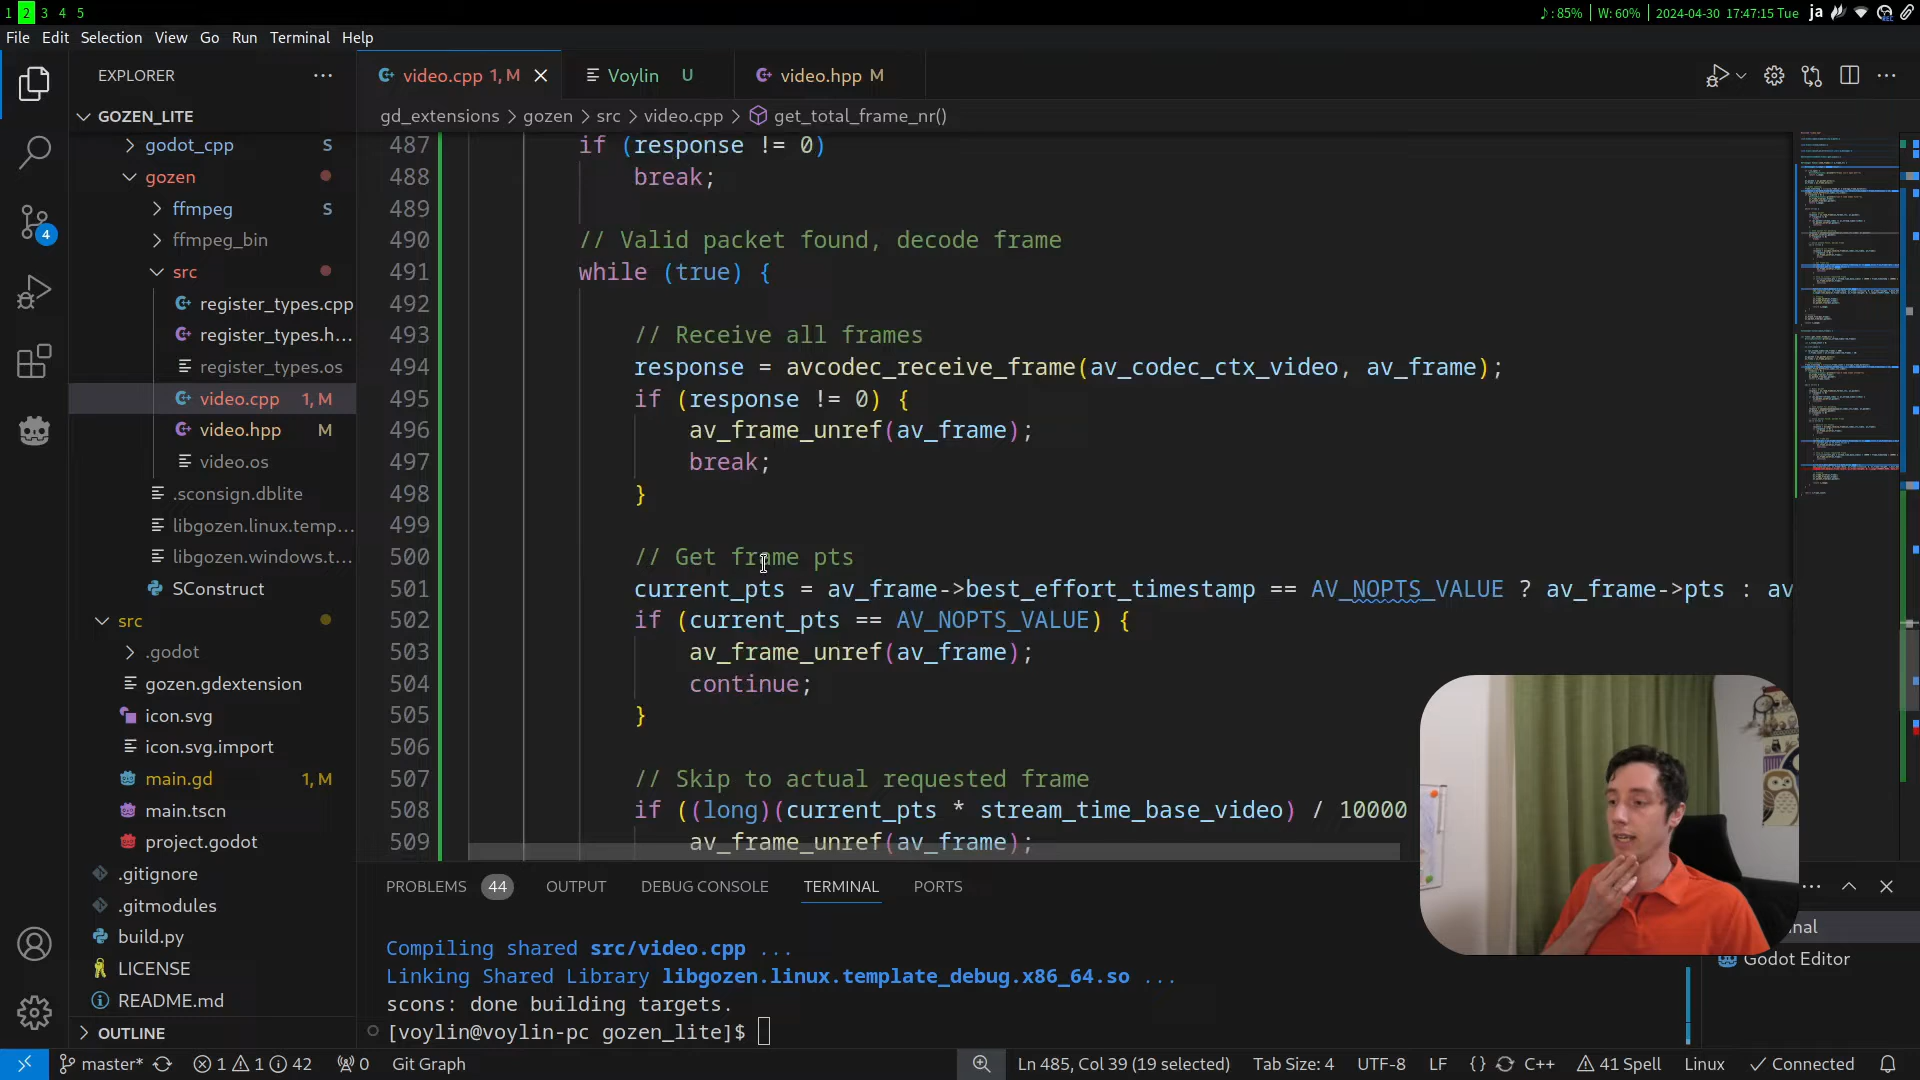 1 2 3 4 5
♪: 85% | W: 60% | 2024-04-30 17:47:15 Tue ja
File Edit Selection View Go Run Terminal Help
EXPLORER
video.cpp 1, M
Voylin U
video.hpp M
GOZEN_LITE
gd_extensions > gozen > src > video.cpp > get_total_frame_nr()
godot_cpp S
gozen
ffmpeg S
ffmpeg_bin
src
register_types.cpp
register_types.h...
register_types.os
video.cpp 1, M
video.hpp M
video.os
.sconsign.dblite
libgozen.linux.temp...
libgozen.windows.t...
SConstruct
src
.godot
gozen.gdextension
icon.svg
icon.svg.import
main.gd 1, M
main.tscn
project.godot
.gitignore
.gitmodules
build.py
LICENSE
README.md
OUTLINE
4
487 if (response != 0)
488 break;
489
490 // Valid packet found, decode frame
491 while (true) {
492
493 // Receive all frames
494 response = avcodec_receive_frame(av_codec_ctx_video, av_frame);
495 if (response != 0) {
496 av_frame_unref(av_frame);
497 break;
498 }
499
500 // Get frame pts
501 current_pts = av_frame->best_effort_timestamp == AV_NOPTS_VALUE ? av_frame->pts : av
502 if (current_pts == AV_NOPTS_VALUE) {
503 av_frame_unref(av_frame);
504 continue;
505 }
506
507 // Skip to actual requested frame
508 if ((long)(current_pts * stream_time_base_video) / 10000
509 av_frame_unref(av_frame);
PROBLEMS 44 OUTPUT DEBUG CONSOLE TERMINAL PORTS
Compiling shared src/video.cpp ...
Linking Shared Library libgozen.linux.template_debug.x86_64.so ...
scons: done building targets.
[voylin@voylin-pc gozen_lite]$
nal
Godot Editor
master* 1 1 42 0 Git Graph
Ln 485, Col 39 (19 selected) Tab Size: 4 UTF-8 LF {} C++ 41 Spell Linux Connected